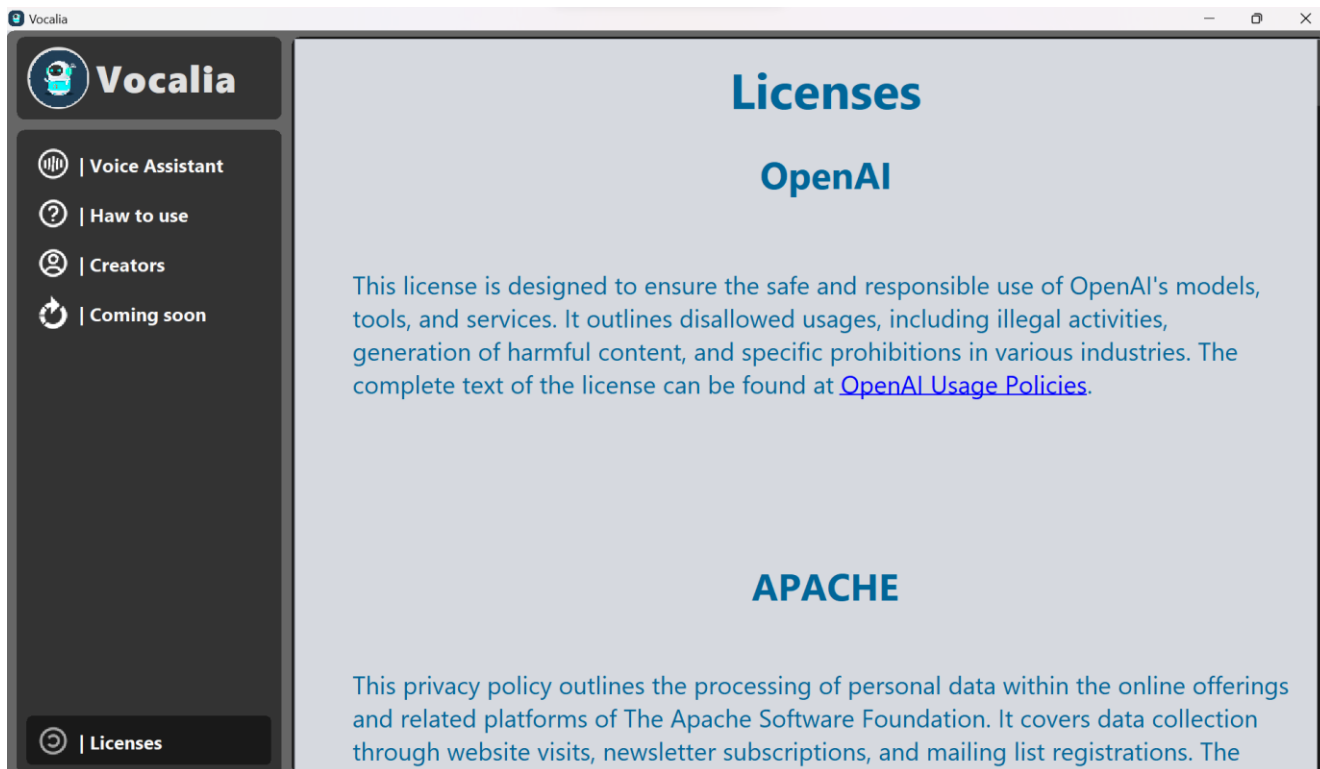 Vocalia
Vocalia
| Voice Assistant
| Haw to use
| Creators
| Coming soon
| Licenses
Licenses
OpenAI
This license is designed to ensure the safe and responsible use of OpenAI's models,
tools, and services. It outlines disallowed usages, including illegal activities,
generation of harmful content, and specific prohibitions in various industries. The
complete text of the license can be found at OpenAI Usage Policies.
APACHE
This privacy policy outlines the processing of personal data within the online offerings
and related platforms of The Apache Software Foundation. It covers data collection
through website visits, newsletter subscriptions, and mailing list registrations. The